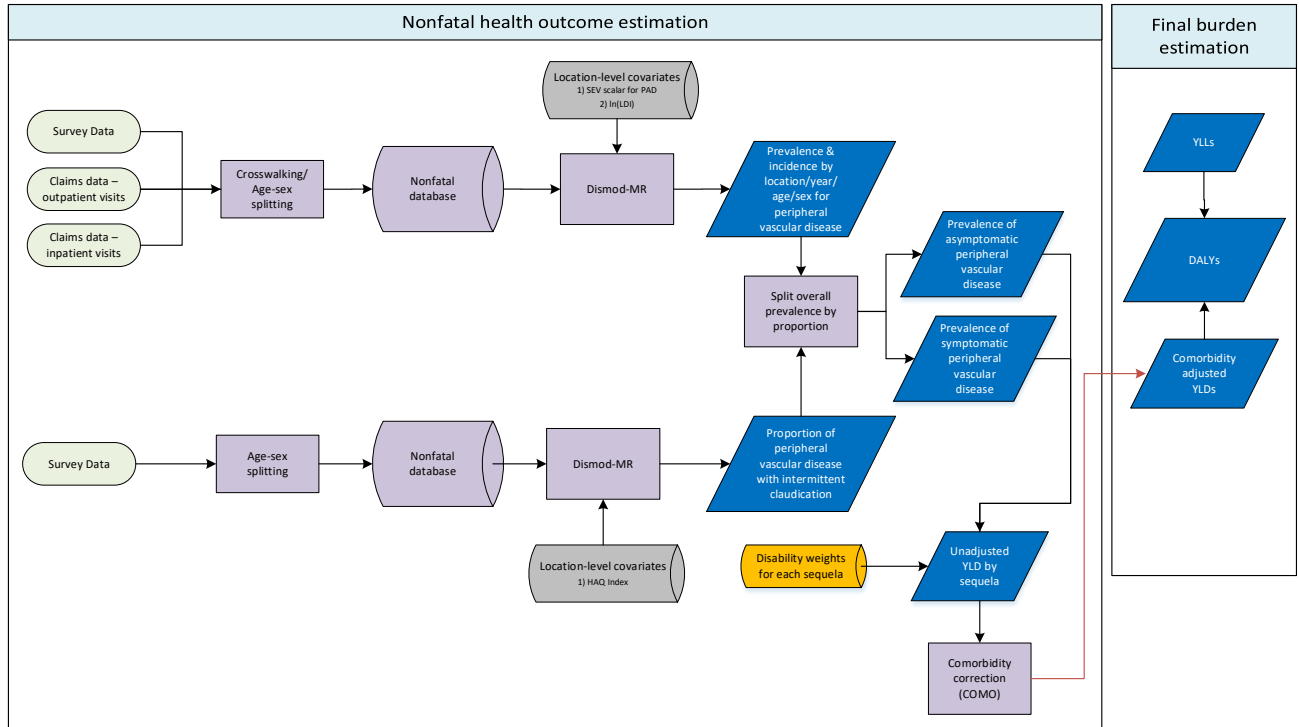 Nonfatal health outcome estimation
Final burden
estimation
Location-level covariates
1) SEV scalar for PAD
2) ln(LDI)
Survey Data
Claims data –
outpatient visits
Claims data –
inpatient visits
Crosswalking/
Age-sex
splitting
Nonfatal
database
Dismod-MR
Prevalence &
incidence by
location/year/
age/sex for
peripheral
vascular disease
Split overall
prevalence by
proportion
Prevalence of
asymptomatic
peripheral
vascular
disease
Prevalence of
symptomatic
peripheral
vascular
disease
YLLs
DALYs
Comorbidity
adjusted
YLDs
Survey Data
Age-sex
splitting
Nonfatal
database
Dismod-MR
Proportion of
peripheral
vascular disease
with intermittent
claudication
Location-level covariates
1) HAQ Index
Disability weights
for each sequela
Unadjusted
YLD by
sequela
Comorbidity
correction
(COMO)